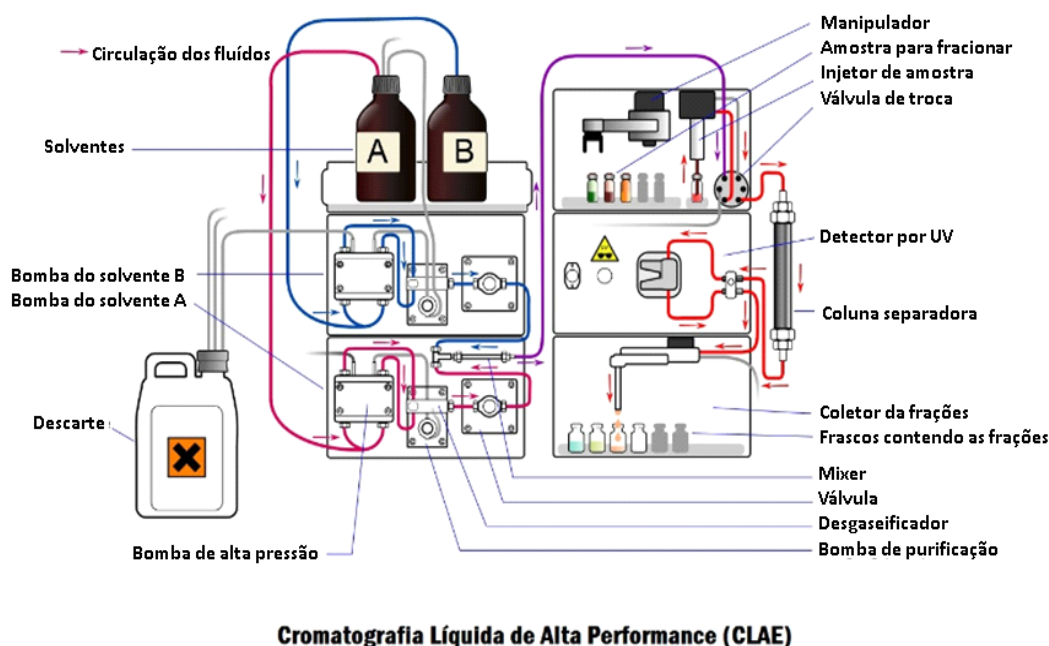 Manipulador
Amostra para fracionar
Circulação dos fluídos
Injetor de amostra
Válvula de troca
A
B
Solventes
UV
Detector por UV
Bomba do solvente B
Bomba do solvente A
Coluna separadora
Descarte
Coletor da frações
Frascos contendo as frações
Mixer
Válvula
Desgaseificador
Bomba de alta pressão
Bomba de purificação
Cromatografia Líquida de Alta Performance (CLAE)